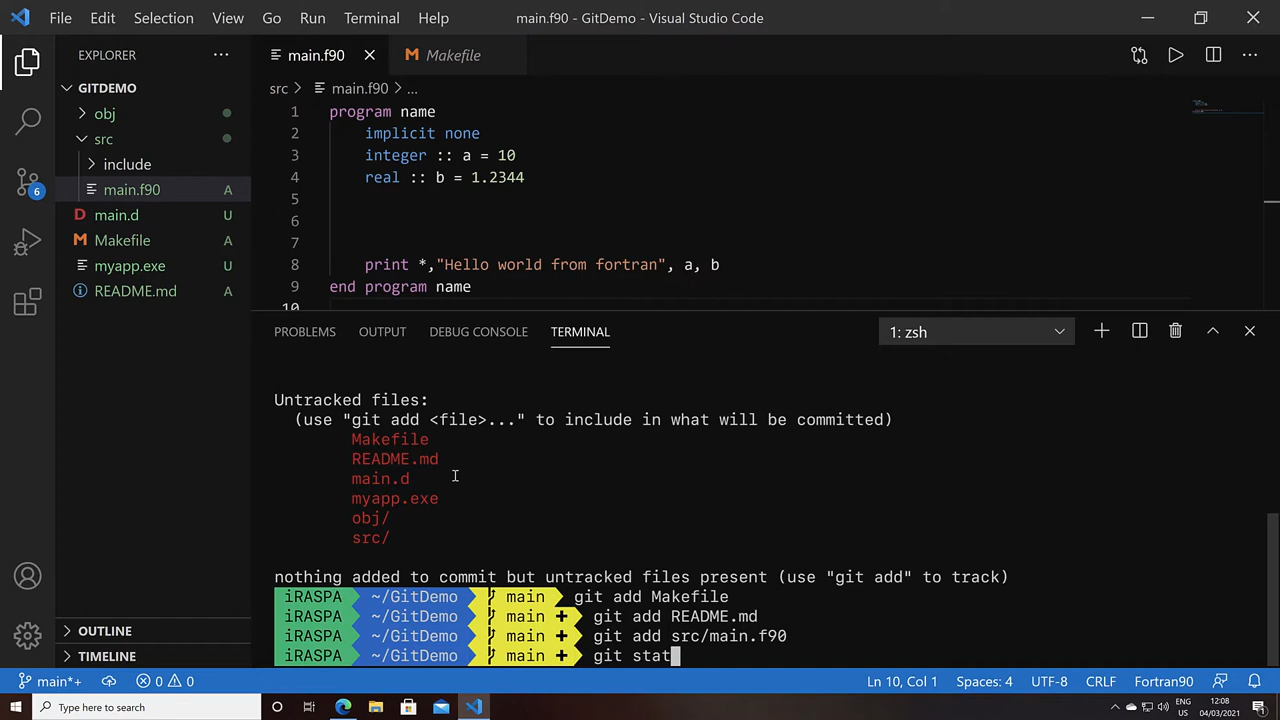 File Edit Selection View Go Run Terminal Help main.f90 - GitDemo - Visual Studio Code
EXPLORER ···
main.f90
M Makefile
GITDEMO
obj
src
include
main.f90 A
D main.d U
M Makefile A
myapp.exe U
README.md A
OUTLINE
TIMELINE
6
src > main.f90 > ...
1 program name
2 implicit none
3 integer :: a = 10
4 real :: b = 1.2344
5
6
7
8 print *,"Hello world from fortran", a, b
9 end program name
10
PROBLEMS OUTPUT DEBUG CONSOLE TERMINAL 1: zsh
Untracked files:
(use "git add <file>..." to include in what will be committed)
Makefile
README.md
main.d
myapp.exe
obj/
src/
nothing added to commit but untracked files present (use "git add" to track)
iRASPA ~/GitDemo main git add Makefile
iRASPA ~/GitDemo main + git add README.md
iRASPA ~/GitDemo main + git add src/main.f90
iRASPA ~/GitDemo main + git stat
main*+ 0 0 Ln 10, Col 1 Spaces: 4 UTF-8 CRLF Fortran90
Type here to search
ENG
US
12:08
04/03/2021
1